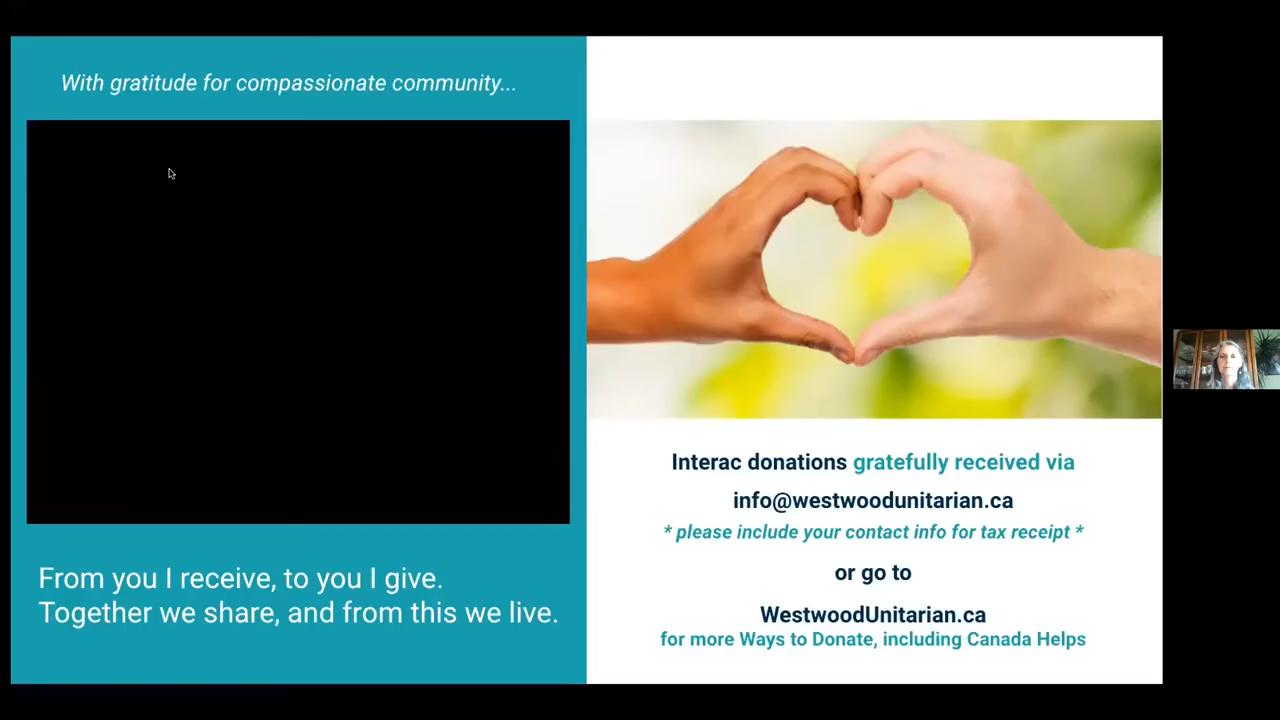 With gratitude for compassionate community...
From you I receive, to you I give.
Together we share, and from this we live.
Interac donations gratefully received via
info@westwoodunitarian.ca
* please include your contact info for tax receipt *
or go to
WestwoodUnitarian.ca
for more Ways to Donate, including Canada Helps